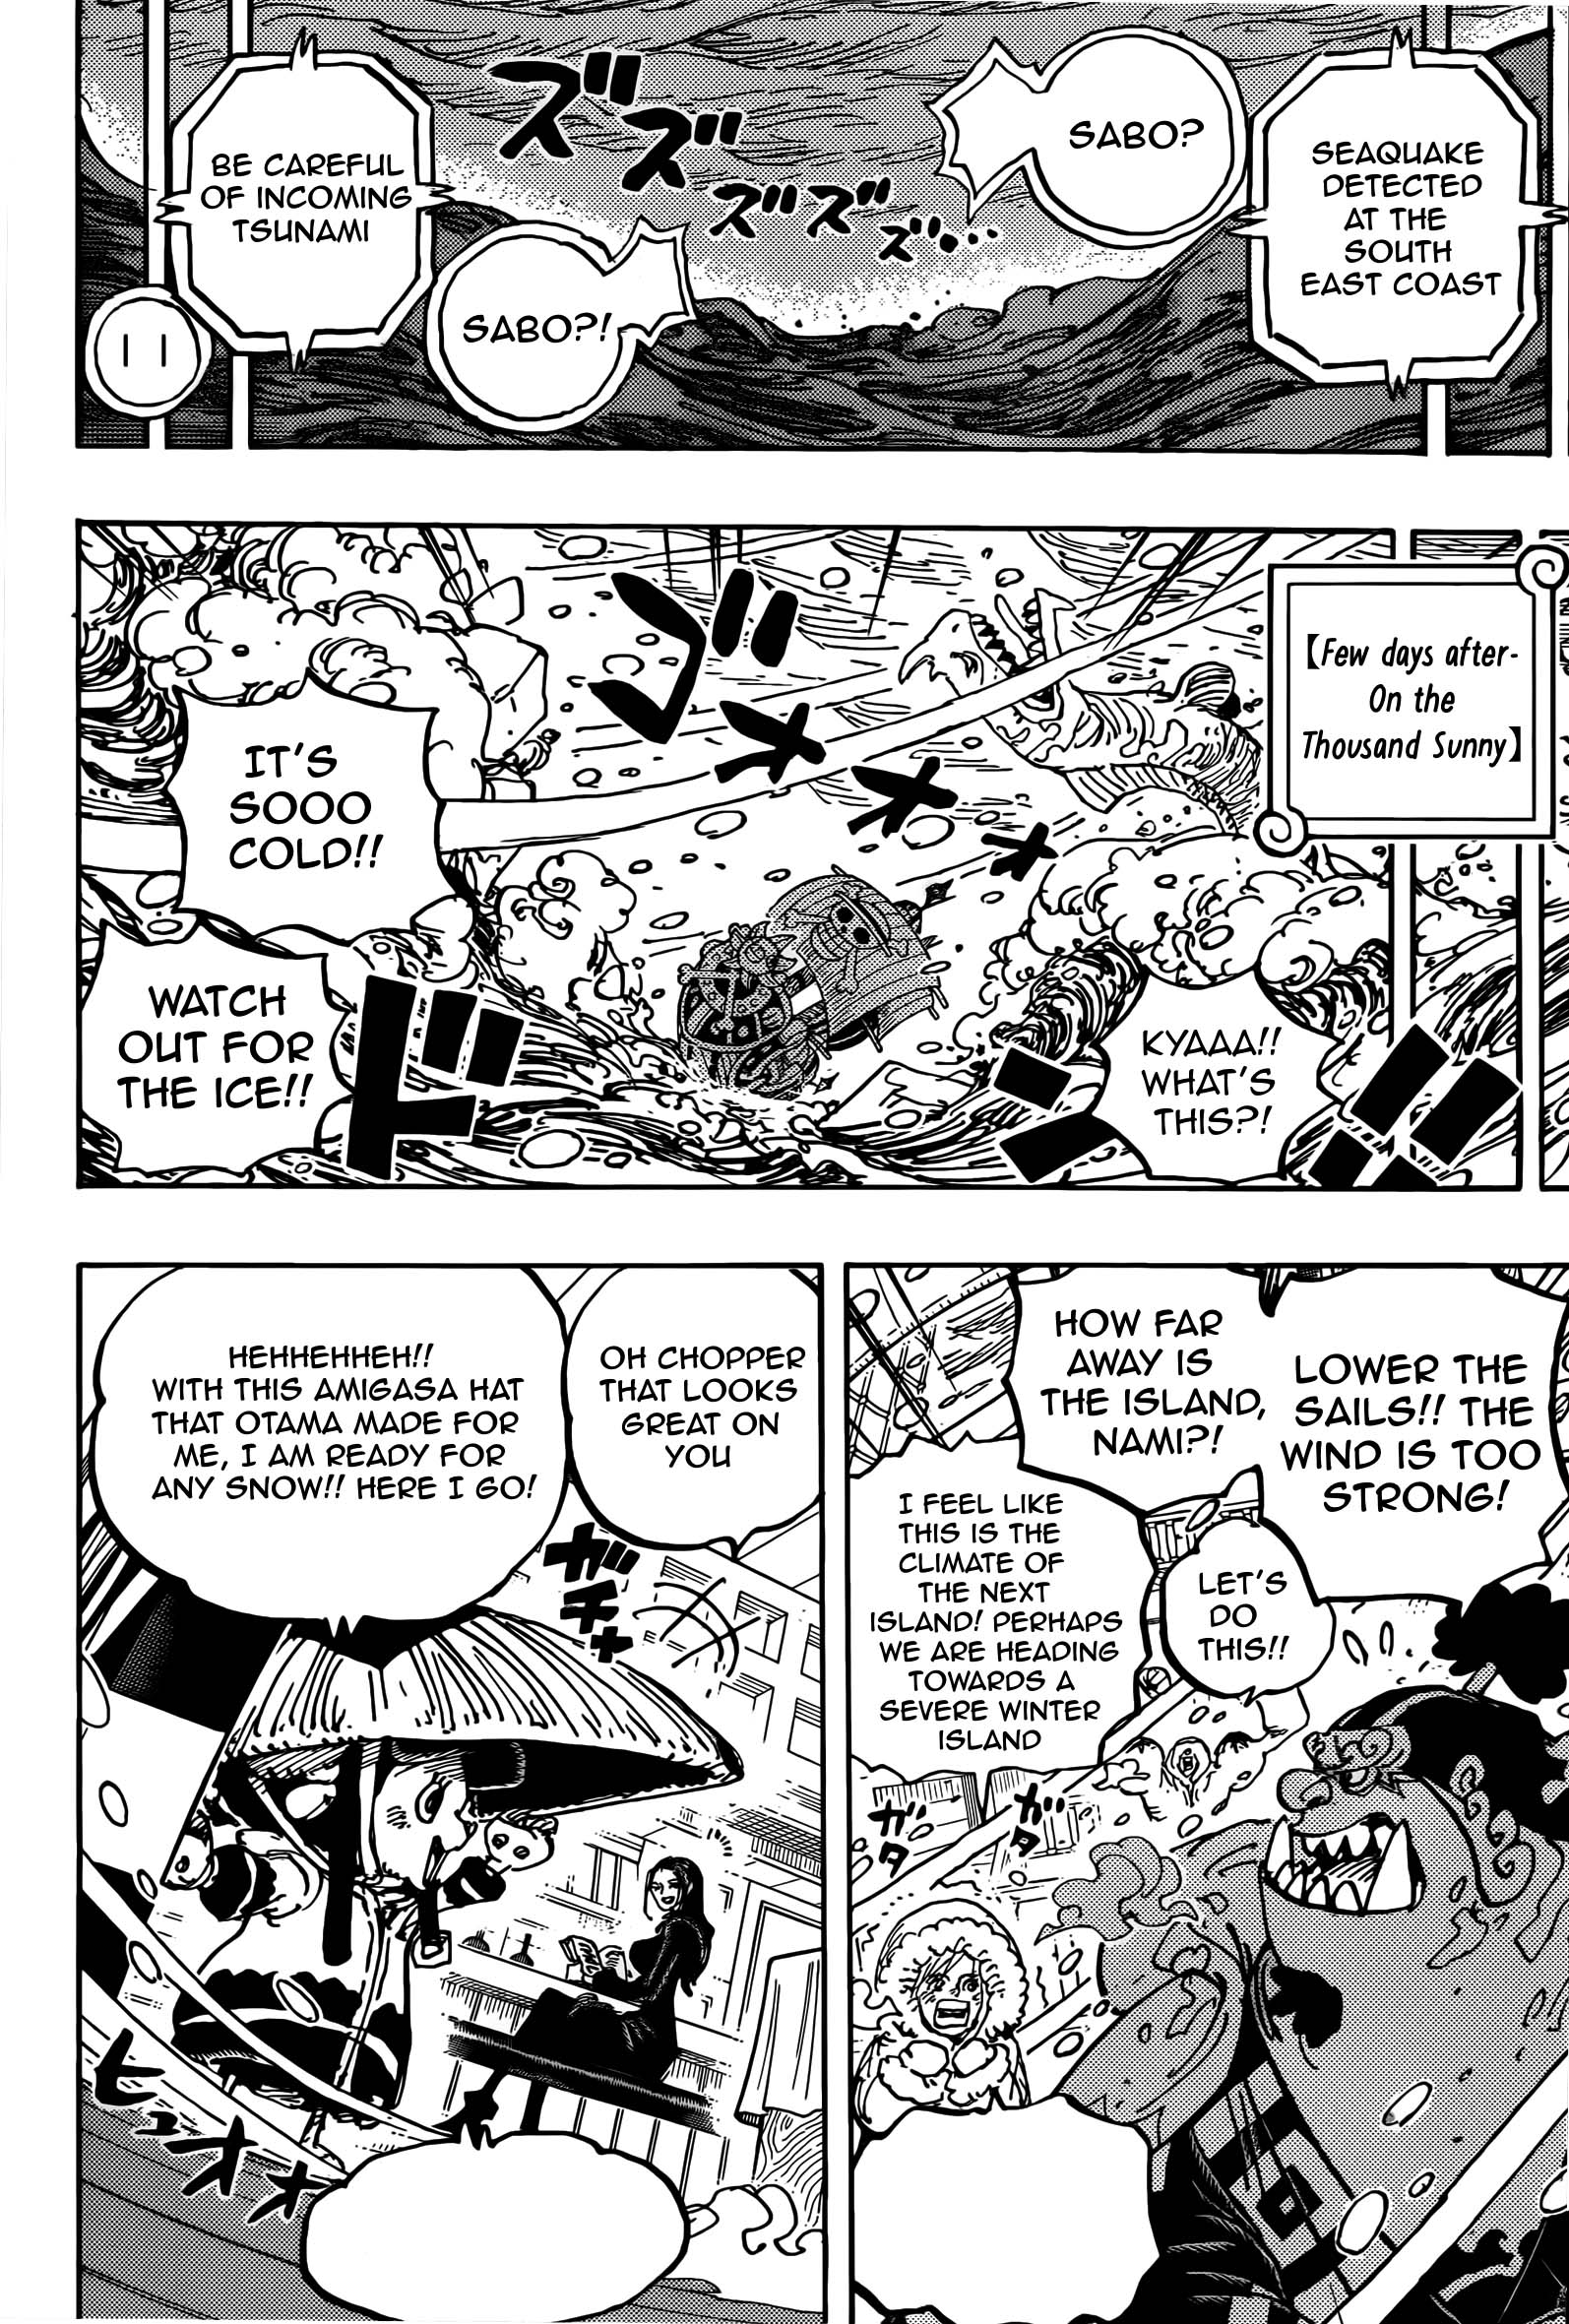 SEAQUAKE
DETECTED
AT THE
SOUTH
EAST COAST
SABO?
ズズズズズ…
SABO?!
BE CAREFUL
OF INCOMING
TSUNAMI
【Few days after-
On the
Thousand Sunny】
KYAAA!!
WHAT'S
THIS?!
ゴメメメ
IT'S
SOOO
COLD!!
WATCH
OUT FOR
THE ICE!!
ド
LOWER THE
SAILS!! THE
WIND IS TOO
STRONG!
HOW FAR
AWAY IS
THE ISLAND,
NAMI?!
LET'S
DO
THIS!!
I FEEL LIKE
THIS IS THE
CLIMATE OF
THE NEXT
ISLAND! PERHAPS
WE ARE HEADING
TOWARDS A
SEVERE WINTER
ISLAND
ガタ
ガタ
OH CHOPPER
THAT LOOKS
GREAT ON
YOU
HEHHEHHEH!!
WITH THIS AMIGASA HAT
THAT OTAMA MADE FOR
ME, I AM READY FOR
ANY SNOW!! HERE I GO!
ガチャ
ヒュオオ